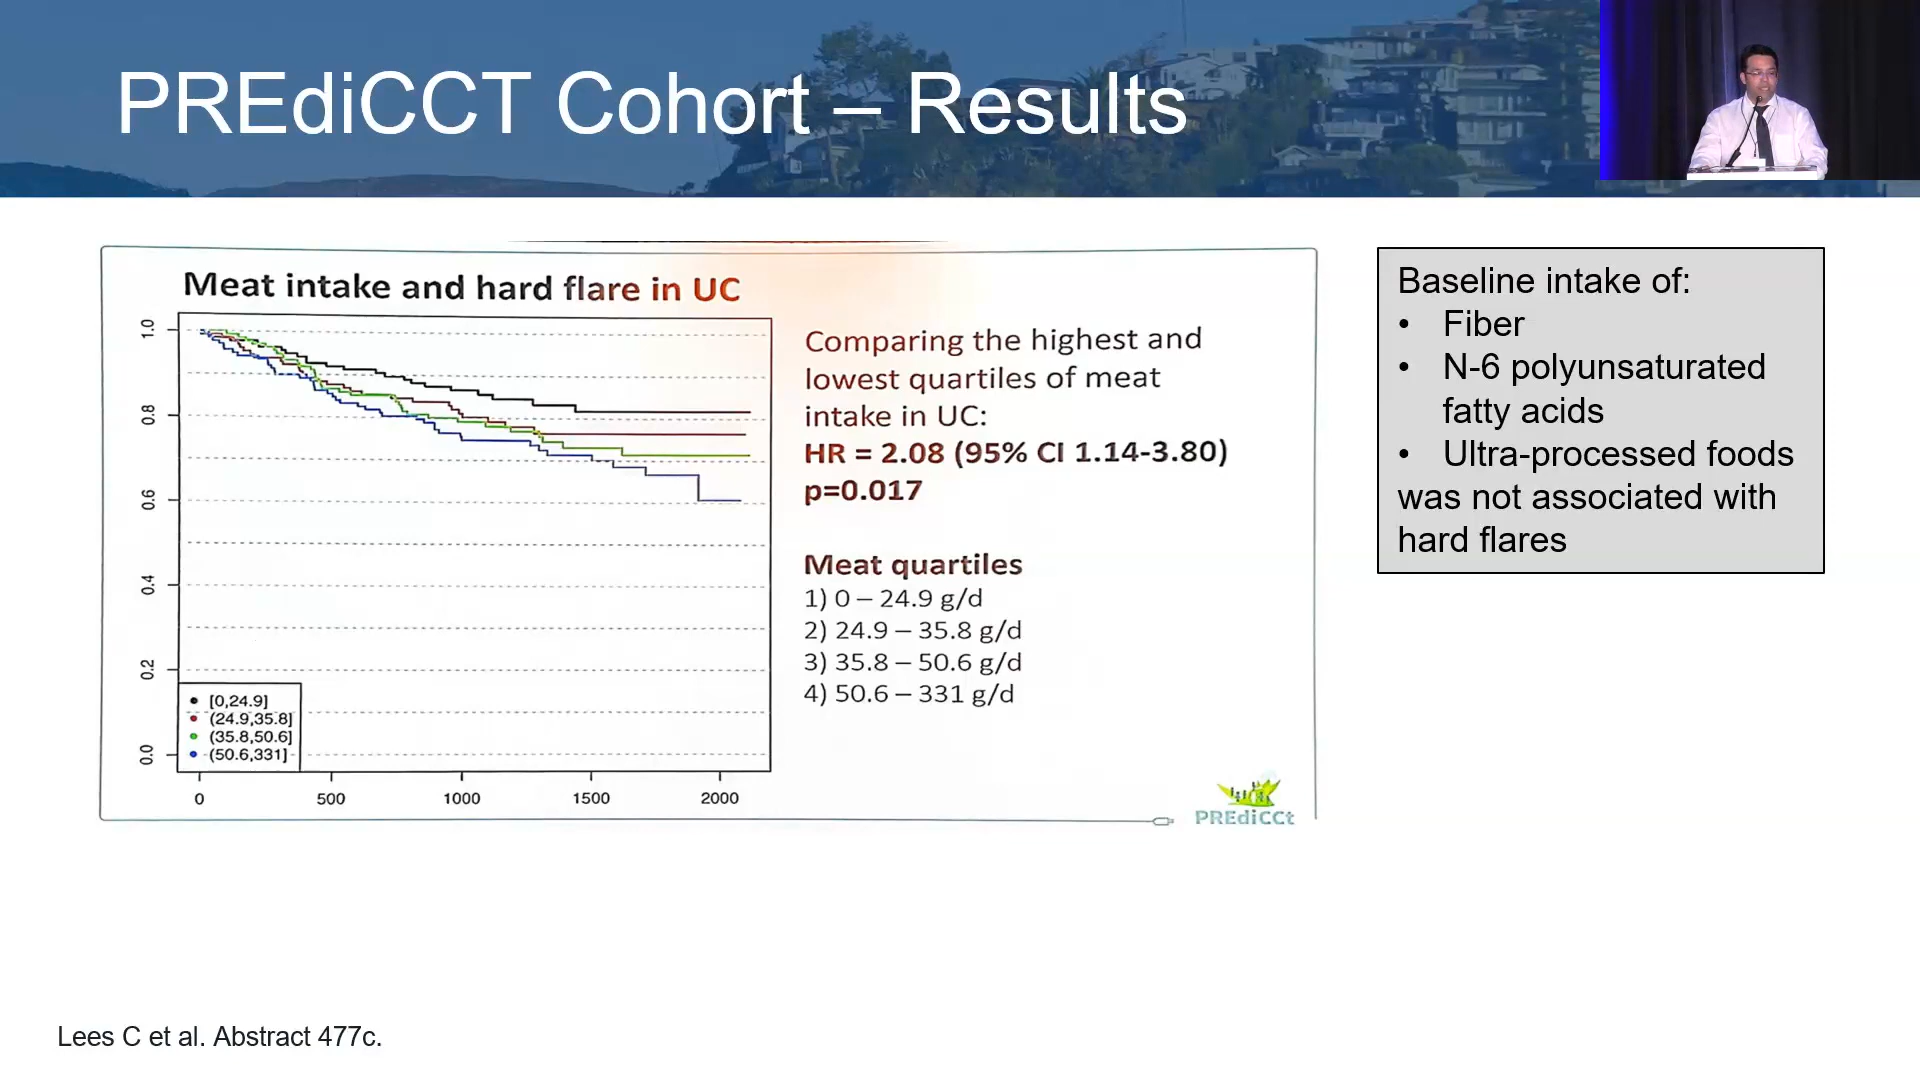 PREdiCCT Cohort – Results
Meat intake and hard flare in UC
1.0
0.8
0.6
0.4
0.2
0.0
[0,24.9]
(24.9,35.8]
(35.8,50.6]
(50.6,331]
0 500 1000 1500 2000
Comparing the highest and
lowest quartiles of meat
intake in UC:
HR = 2.08 (95% CI 1.14-3.80)
p=0.017
Meat quartiles
1) 0 – 24.9 g/d
2) 24.9 – 35.8 g/d
3) 35.8 – 50.6 g/d
4) 50.6 – 331 g/d
PREdiCCt
Baseline intake of:
• Fiber
• N-6 polyunsaturated
fatty acids
• Ultra-processed foods
was not associated with
hard flares
Lees C et al. Abstract 477c.